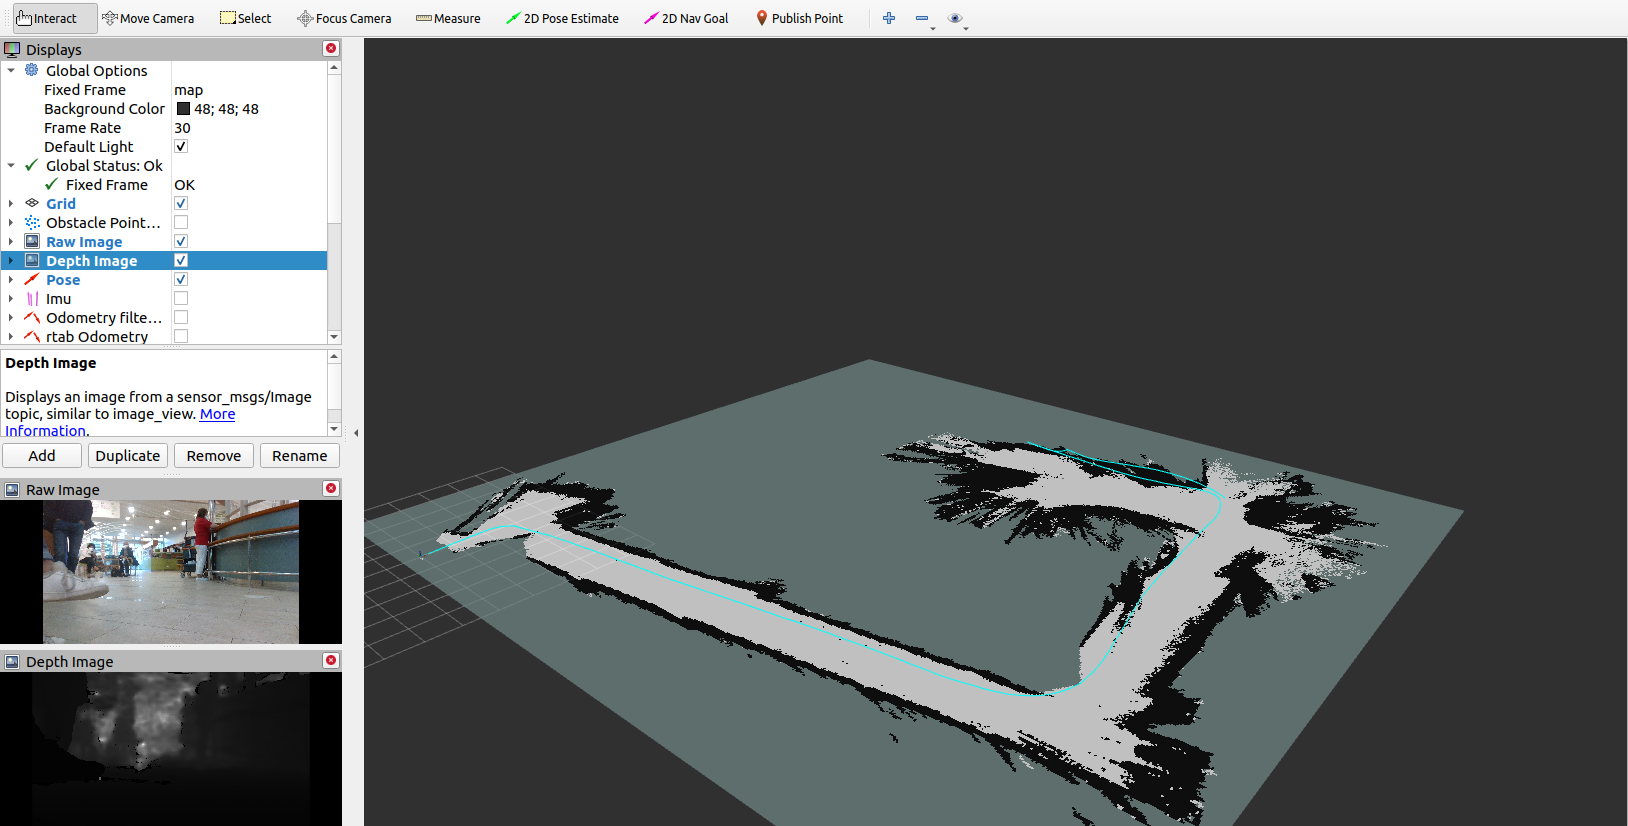 Interact Move Camera Select Focus Camera Measure 2D Pose Estimate 2D Nav Goal Publish Point
Displays
Global Options
Fixed Frame map
Background Color 48; 48; 48
Frame Rate 30
Default Light
Global Status: Ok
Fixed Frame OK
Grid
Obstacle Point...
Raw Image
Depth Image
Pose
Imu
Odometry filte...
rtab Odometry
Depth Image
Displays an image from a sensor_msgs/Image
topic, similar to image_view. More
Information.
Add Duplicate Remove Rename
Raw Image
Depth Image